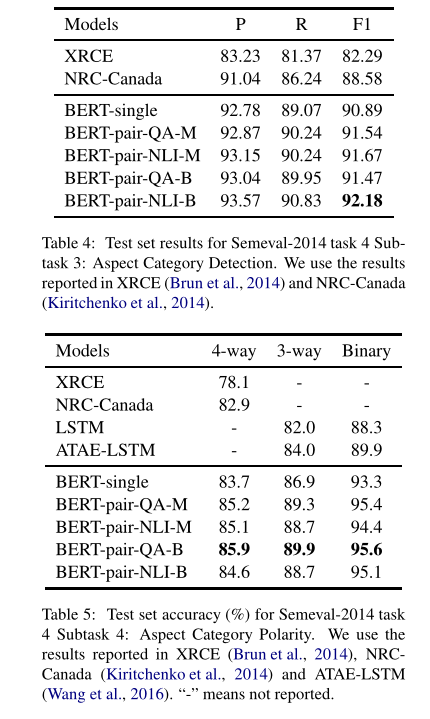 Models P R F1
XRCE 83.23 81.37 82.29
NRC-Canada 91.04 86.24 88.58
BERT-single 92.78 89.07 90.89
BERT-pair-QA-M 92.87 90.24 91.54
BERT-pair-NLI-M 93.15 90.24 91.67
BERT-pair-QA-B 93.04 89.95 91.47
BERT-pair-NLI-B 93.57 90.83 92.18
Table 4: Test set results for Semeval-2014 task 4 Sub-
task 3: Aspect Category Detection. We use the results
reported in XRCE (Brun et al., 2014) and NRC-Canada
(Kiritchenko et al., 2014).
Models 4-way 3-way Binary
XRCE 78.1 - -
NRC-Canada 82.9 - -
LSTM - 82.0 88.3
ATAE-LSTM - 84.0 89.9
BERT-single 83.7 86.9 93.3
BERT-pair-QA-M 85.2 89.3 95.4
BERT-pair-NLI-M 85.1 88.7 94.4
BERT-pair-QA-B 85.9 89.9 95.6
BERT-pair-NLI-B 84.6 88.7 95.1
Table 5: Test set accuracy (%) for Semeval-2014 task
4 Subtask 4: Aspect Category Polarity. We use the
results reported in XRCE (Brun et al., 2014), NRC-
Canada (Kiritchenko et al., 2014) and ATAE-LSTM
(Wang et al., 2016). “-” means not reported.